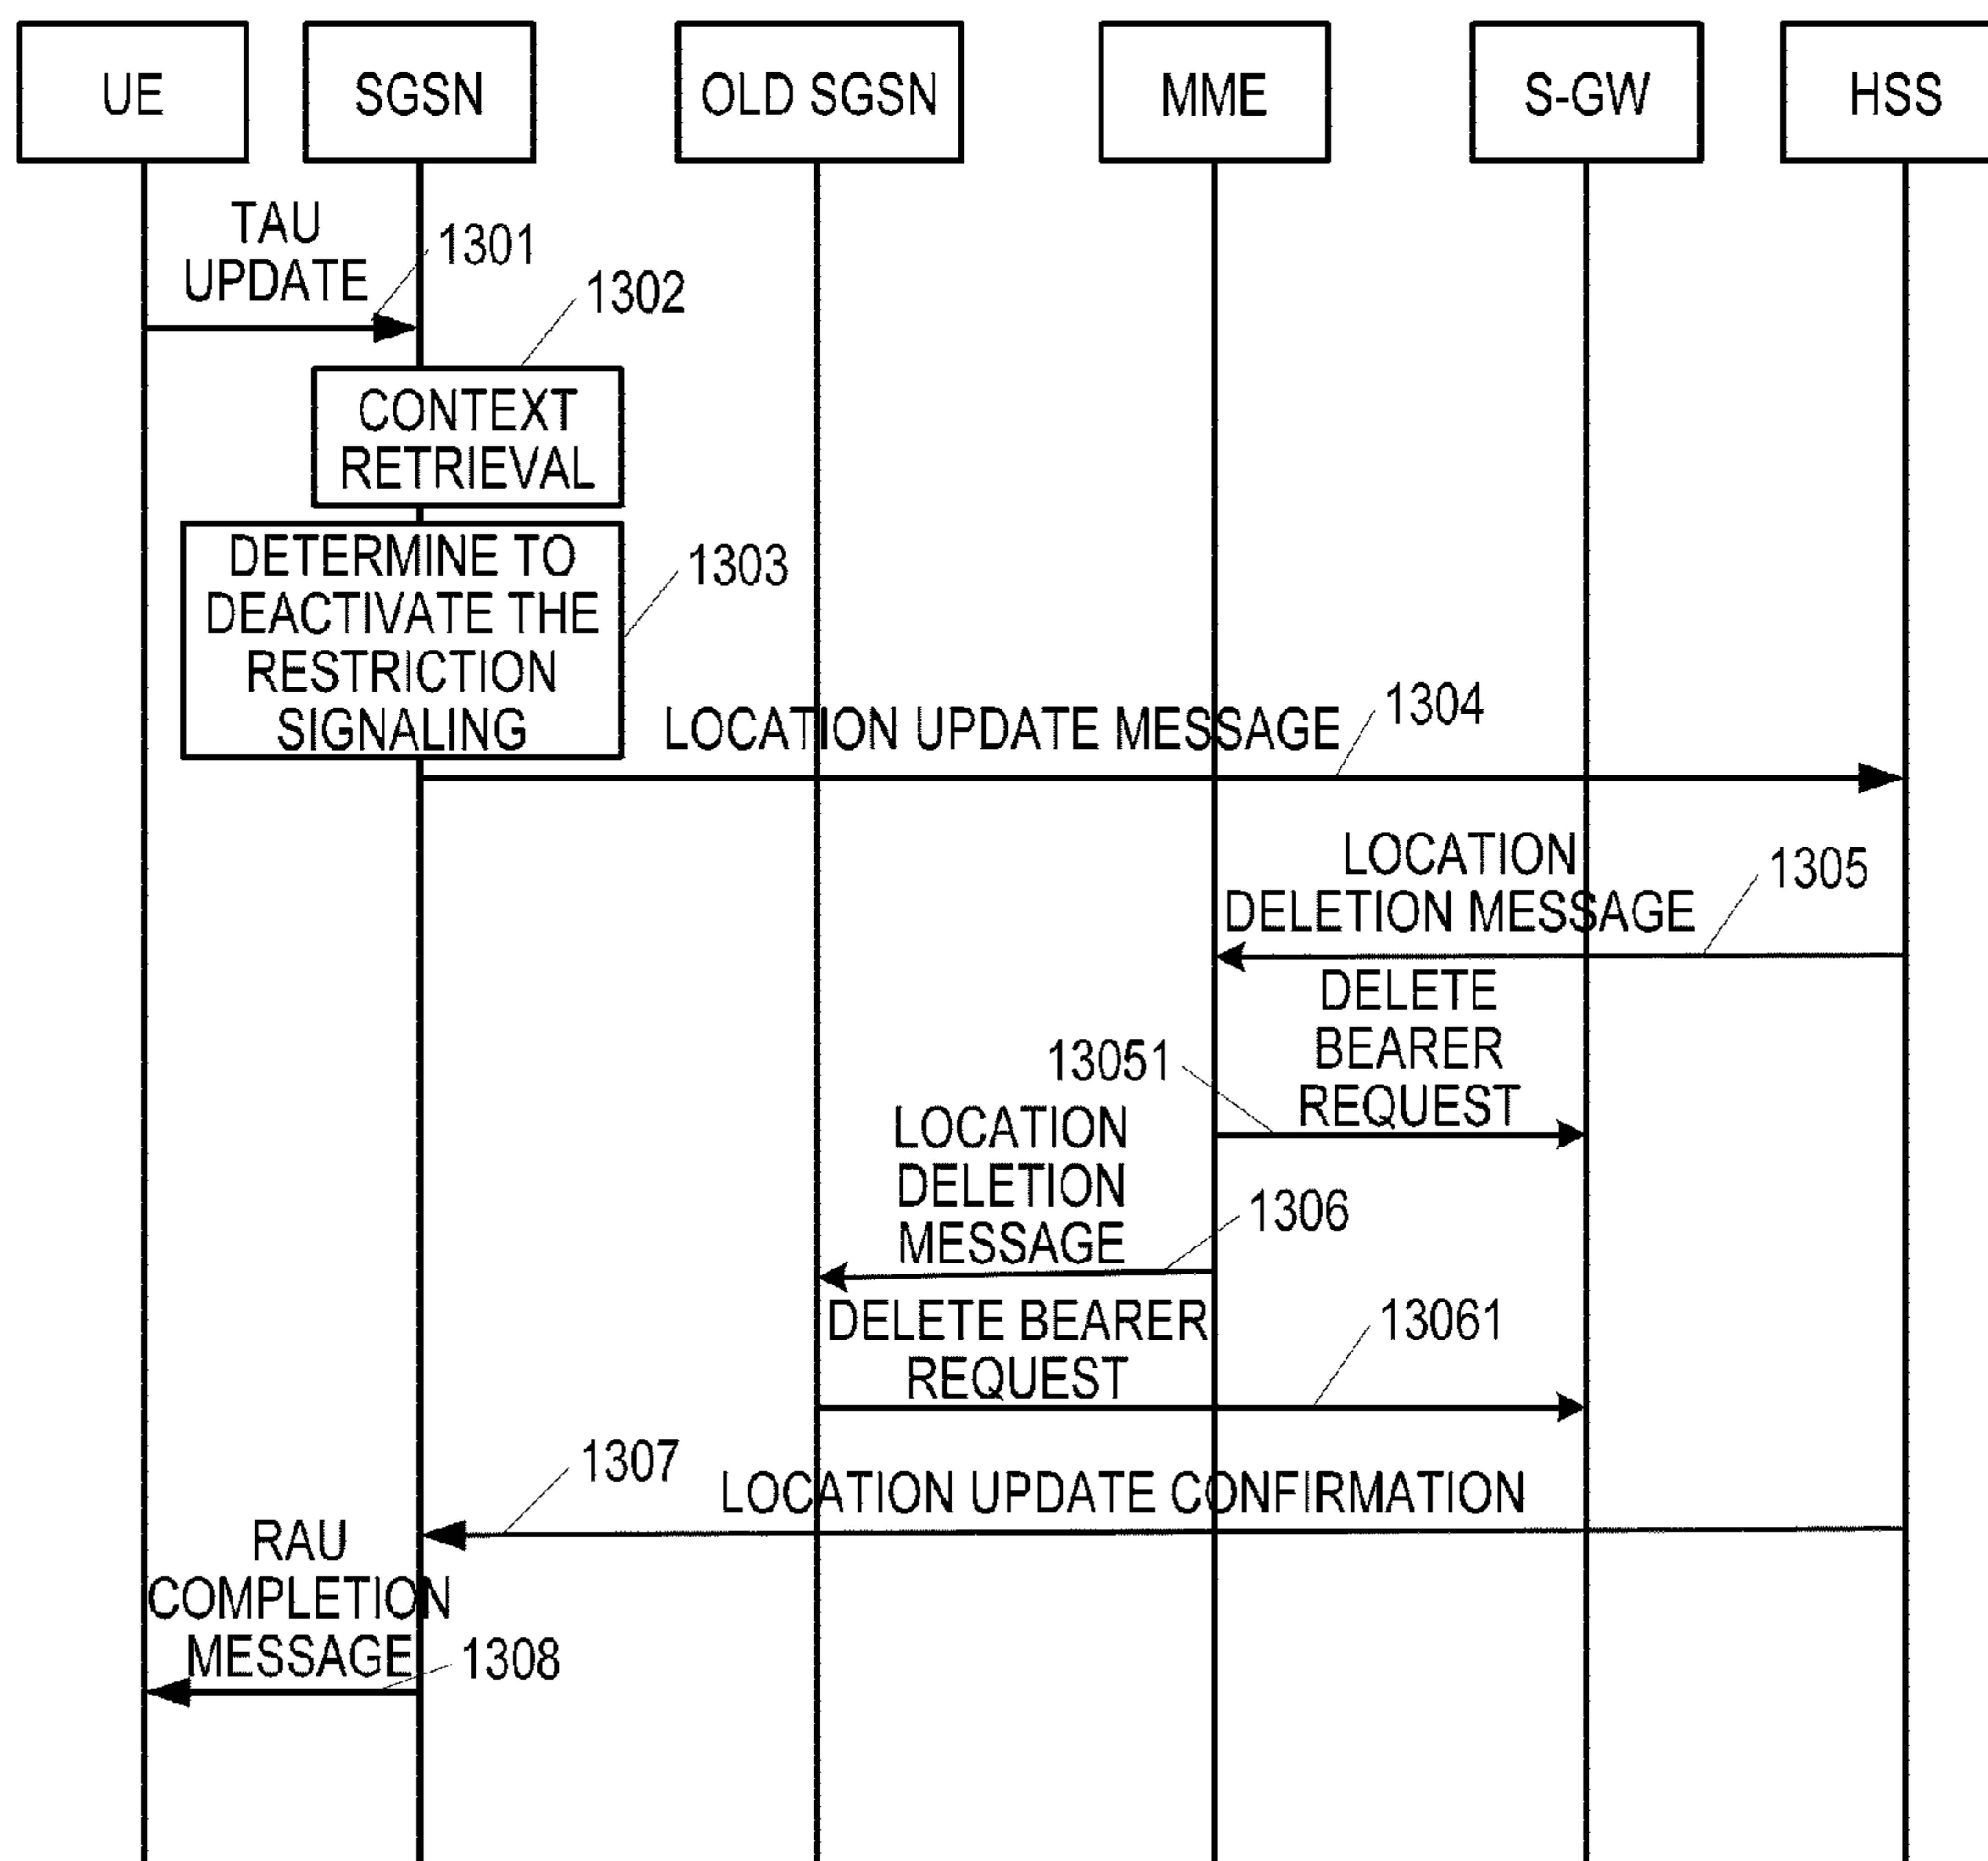 UE
SGSN
OLD SGSN
MME
S-GW
HSS
TAU
UPDATE
1301
1302
CONTEXT
RETRIEVAL
DETERMINE TO
DEACTIVATE THE
RESTRICTION
SIGNALING
1303
LOCATION UPDATE MESSAGE
1304
LOCATION
DELETION MESSAGE
1305
DELETE
BEARER
REQUEST
13051
LOCATION
DELETION
MESSAGE
1306
DELETE BEARER
REQUEST
13061
1307
LOCATION UPDATE CONFIRMATION
RAU
COMPLETION
MESSAGE
1308